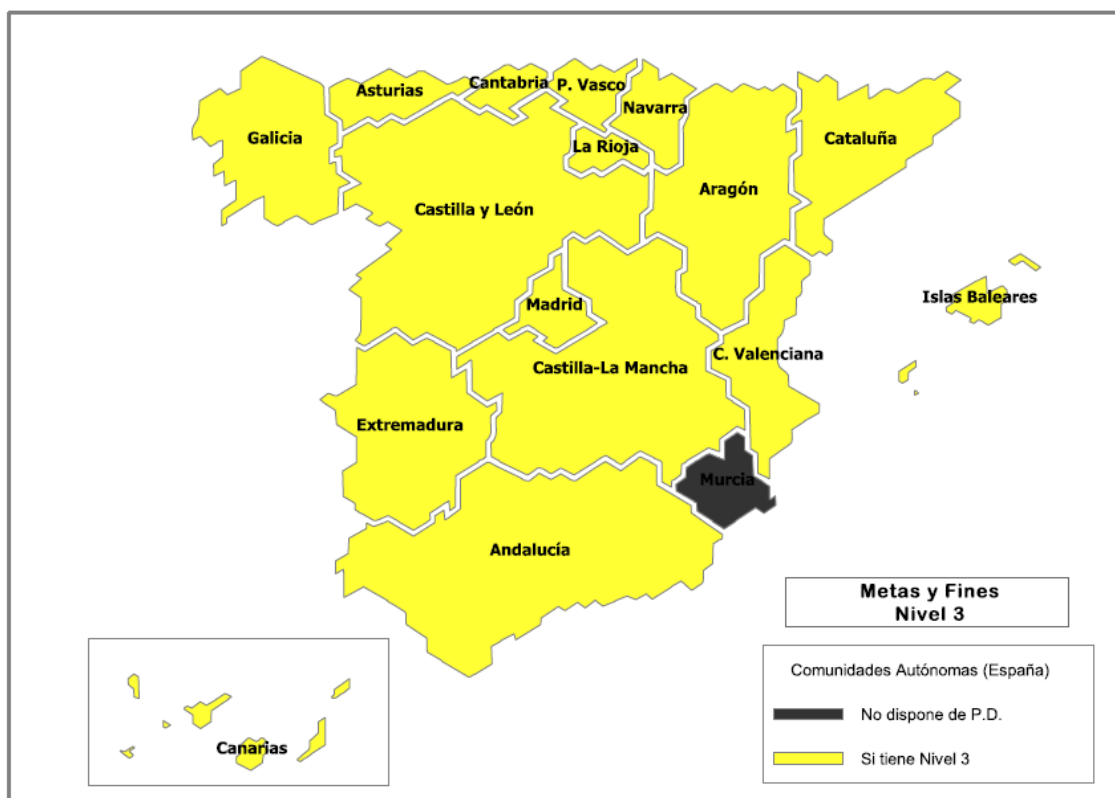 Cantabria
P. Vasco
Asturias
Navarra
Galicia
La Rioja
Cataluña
Aragón
Castilla y León
Islas Baleares
Madrid
C. Valenciana
Castilla-La Mancha
Extremadura
Murcia
Andalucía
Canarias
Metas y Fines
Nivel 3
Comunidades Autónomas (España)
No dispone de P.D.
Si tiene Nivel 3